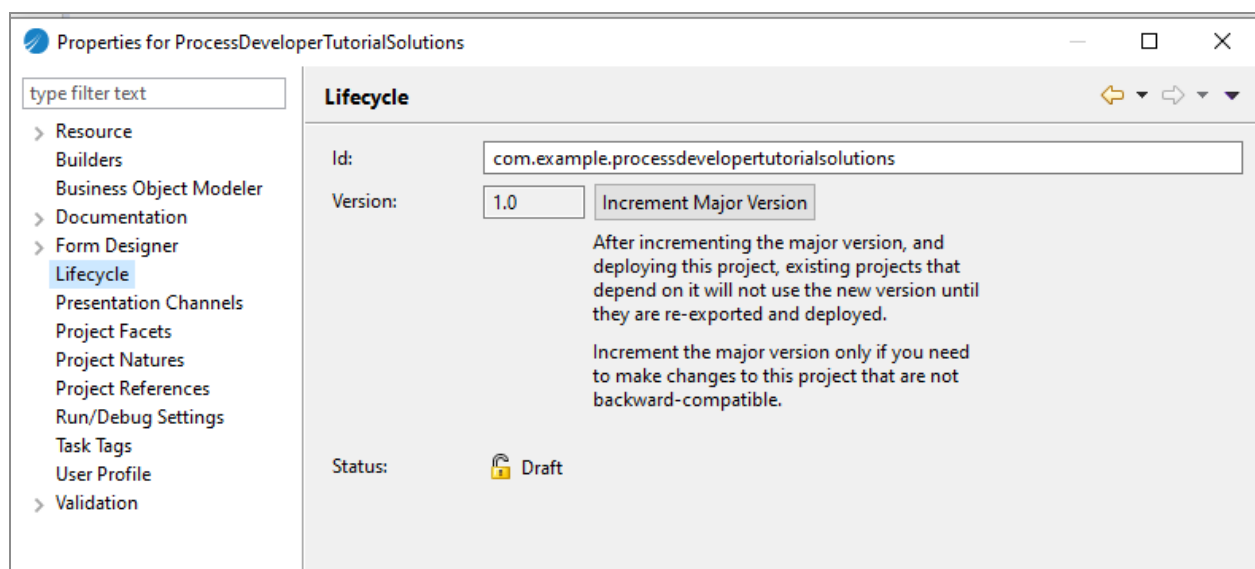 Properties for ProcessDeveloperTutorialSolutions
type filter text
Resource
Builders
Business Object Modeler
Documentation
Form Designer
Lifecycle
Presentation Channels
Project Facets
Project Natures
Project References
Run/Debug Settings
Task Tags
User Profile
Validation
Lifecycle
Id:
com.example.processdevelopertutorialsolutions
Version:
1.0
Increment Major Version
After incrementing the major version, and
deploying this project, existing projects that
depend on it will not use the new version until
they are re-exported and deployed.
Increment the major version only if you need
to make changes to this project that are not
backward-compatible.
Status:
Draft